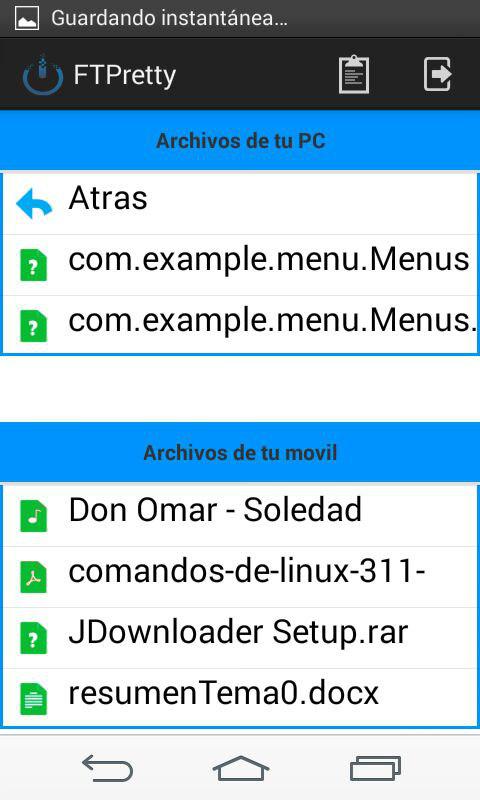 Guardando instantánea...
FTPretty
Archivos de tu PC
Atras
com.example.menu.Menus
com.example.menu.Menus.
Archivos de tu movil
Don Omar - Soledad
comandos-de-linux-311-
JDownloader Setup.rar
resumenTema0.docx